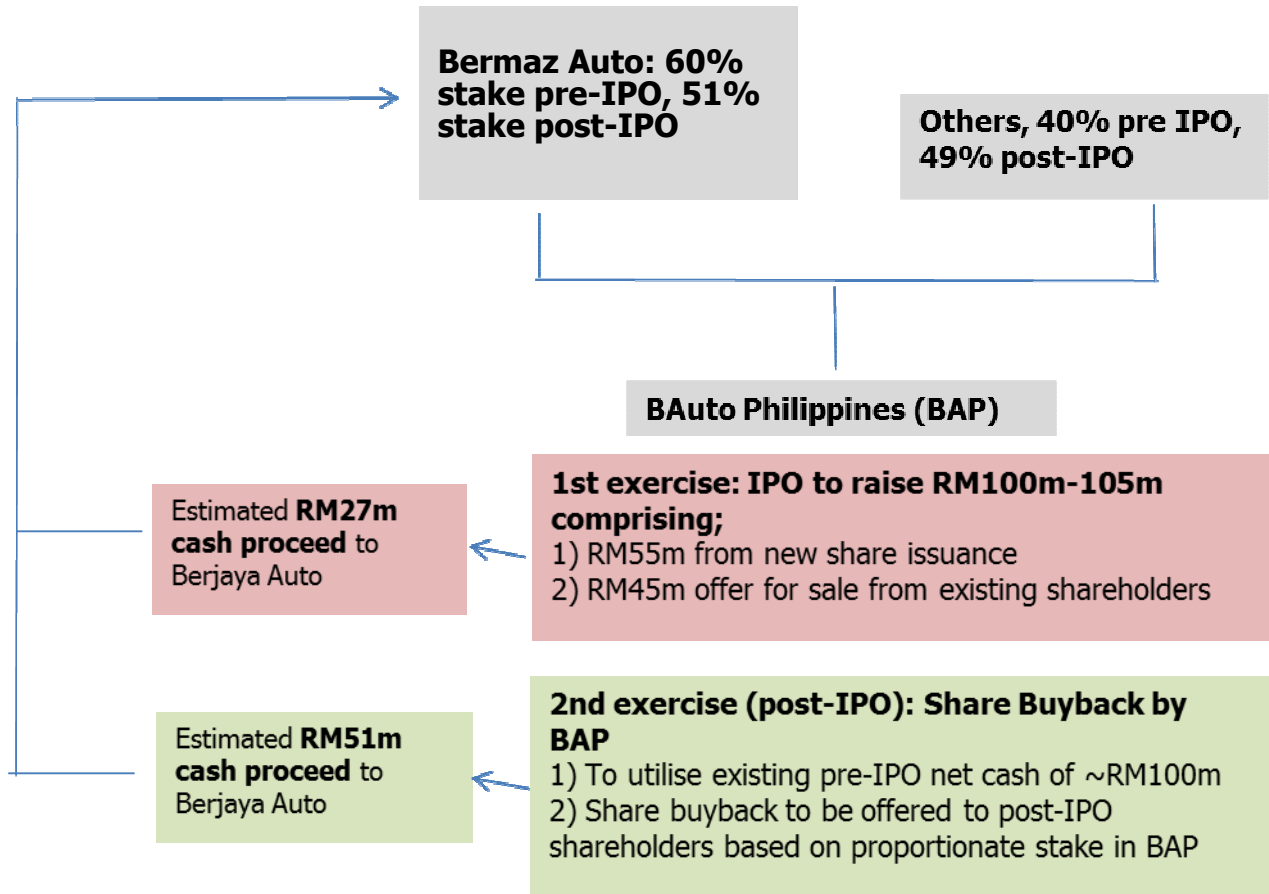 Bermaz Auto: 60%
stake pre-IPO, 51%
stake post-IPO
Others, 40% pre IPO,
49% post-IPO
BAuto Philippines (BAP)
Estimated RM27m
cash proceed to
Berjaya Auto
1st exercise: IPO to raise RM100m-105m
comprising;
1) RM55m from new share issuance
2) RM45m offer for sale from existing shareholders
Estimated RM51m
cash proceed to
Berjaya Auto
2nd exercise (post-IPO): Share Buyback by
BAP
1) To utilise existing pre-IPO net cash of ~RM100m
2) Share buyback to be offered to post-IPO
shareholders based on proportionate stake in BAP